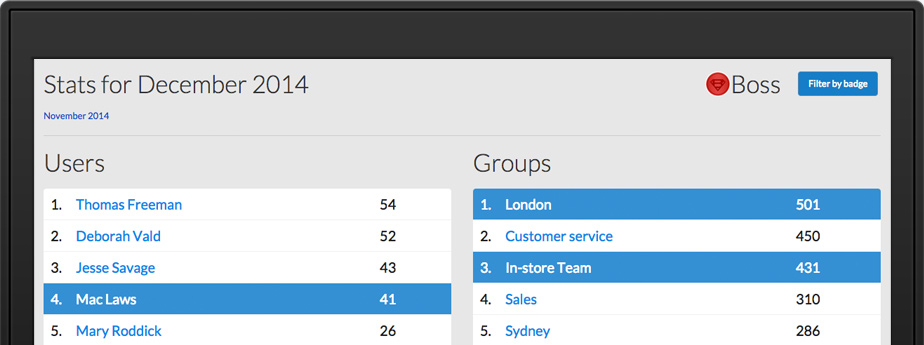 Stats for December 2014
Boss
Filter by badge
November 2014
Users
1. Thomas Freeman 54
2. Deborah Vald 52
3. Jesse Savage 43
4. Mac Laws 41
5. Mary Roddick 26
Groups
1. London 501
2. Customer service 450
3. In-store Team 431
4. Sales 310
5. Sydney 286